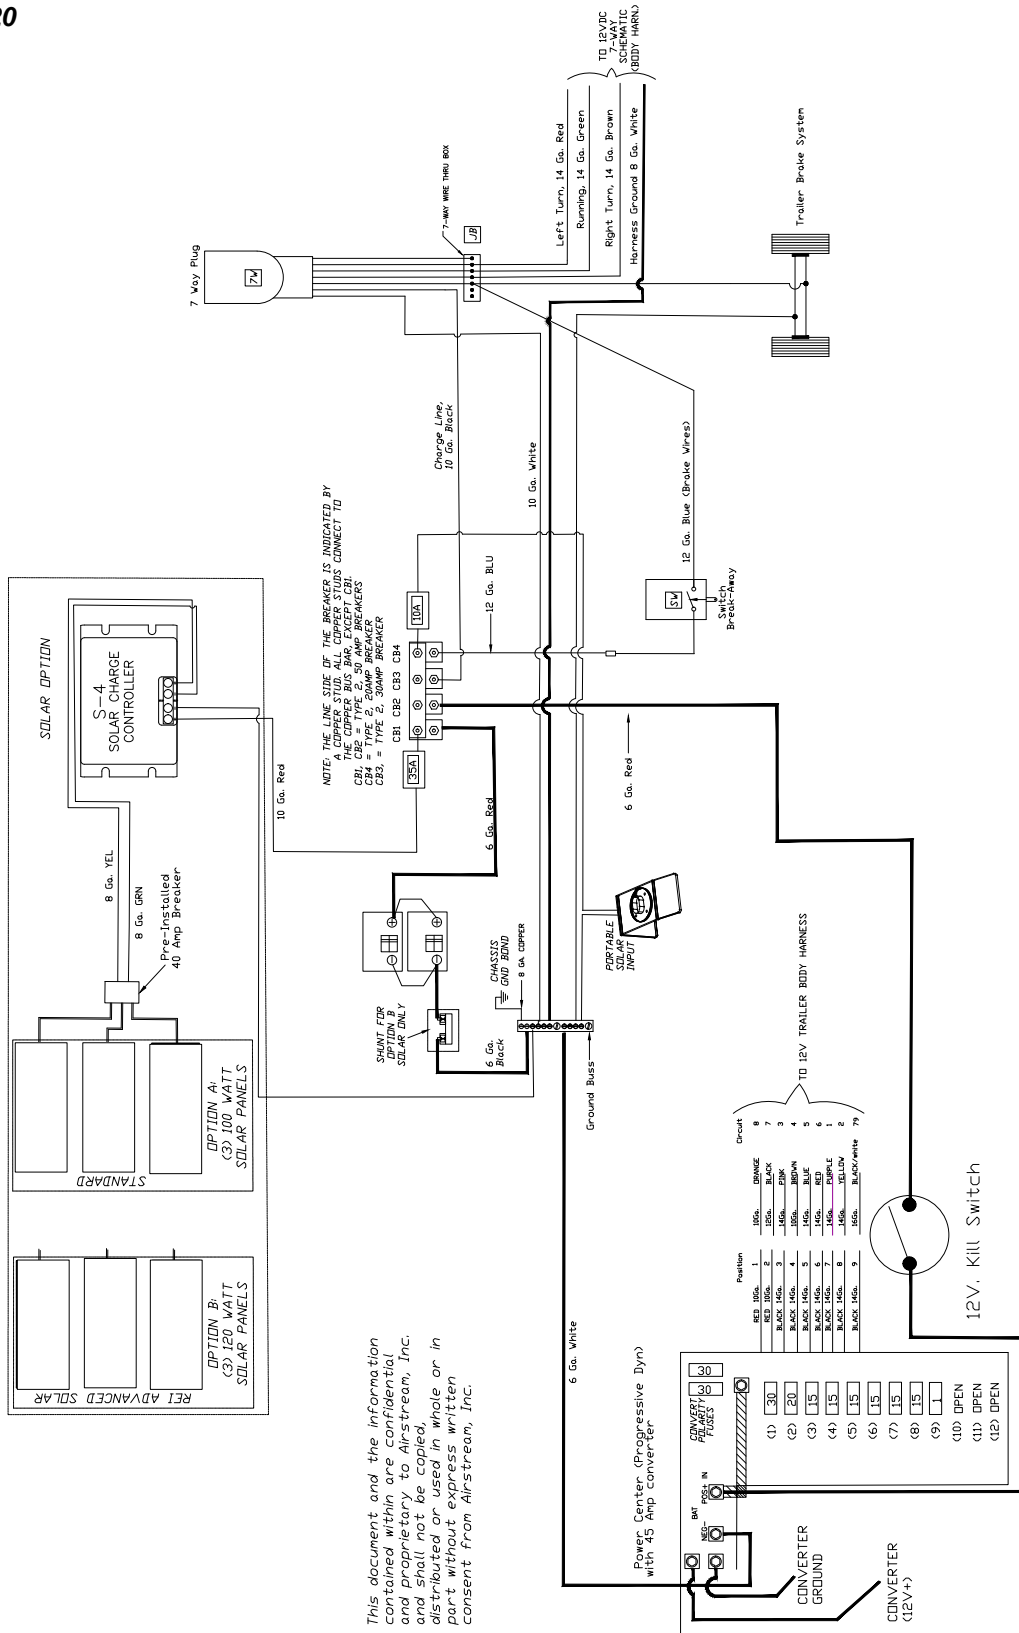 20
SOLAR OPTION
S-4
SOLAR CHARGE
CONTROLLER
8 Ga. YEL
8 Ga. GRN
Pre-Installed
40 Amp Breaker
OPTION A:
(3) 100 WATT
SOLAR PANELS
STANDARD
OPTION B:
(3) 120 WATT
SOLAR PANELS
REI ADVANCED SOLAR
10 Ga. Red
NOTE: THE LINE SIDE OF THE BREAKER IS INDICATED BY
A COPPER STUD. ALL COPPER STUDS CONNECT TO
THE COPPER BUS BAR, EXCEPT CB1.
CB1, CB2 = TYPE 2, 50 AMP BREAKERS
CB4 = TYPE 2, 20AMP BREAKER
CB3, = TYPE 2, 30AMP BREAKER
CB1 CB2 CB3 CB4
35A
10A
7 Way Plug
7W
7-WAY WIRE THRU BOX
JB
Charge Line,
10 Ga. Black
10 Ga. White
Left Turn, 14 Ga. Red
Running, 14 Ga. Green
Right Turn, 14 Ga. Brown
Harness Ground 8 Ga. White
TO 12VDC
7-WAY
SCHEMATIC
(BODY HARN.)
Trailer Brake System
12 Ga. BLU
12 Ga. Blue (Brake Wires)
SW
Switch
Break-Away
6 Ga. Red
6 Ga. Red
SHUNT FOR
OPTION B
SOLAR ONLY
CHASSIS
GND BOND
8 GA. COPPER
6 Ga.
Black
Ground Buss
PORTABLE
SOLAR
INPUT
This document and the information
contained within are confidential
and proprietary to Airstream, Inc.
and shall not be copied,
distributed or used in whole or in
part without express written
consent from Airstream, Inc.
6 Ga. White
TO 12V TRAILER BODY HARNESS
Position Circuit
RED 10Ga. 1 10Ga. ORANGE 8
RED 10Ga. 2 12Ga. BLACK 7
BLACK 14Ga. 3 14Ga. PINK 3
BLACK 14Ga. 4 10Ga. BROWN 4
BLACK 14Ga. 5 14Ga. BLUE 5
BLACK 14Ga. 6 14Ga. RED 6
BLACK 14Ga. 7 14Ga. PURPLE 1
BLACK 14Ga. 8 14Ga. YELLOW 2
BLACK 14Ga. 9 16Ga. BLACK/white 79
12V. Kill Switch
Power Center (Progressive Dyn)
with 45 Amp converter
CONVERT
POLARITY
FUSES
30 30
BAT
NEG- POS+ IN
(1) 30
(2) 20
(3) 15
(4) 15
(5) 15
(6) 15
(7) 15
(8) 15
(9) 1
(10) OPEN
(11) OPEN
(12) OPEN
CONVERTER
GROUND
CONVERTER
(12V+)